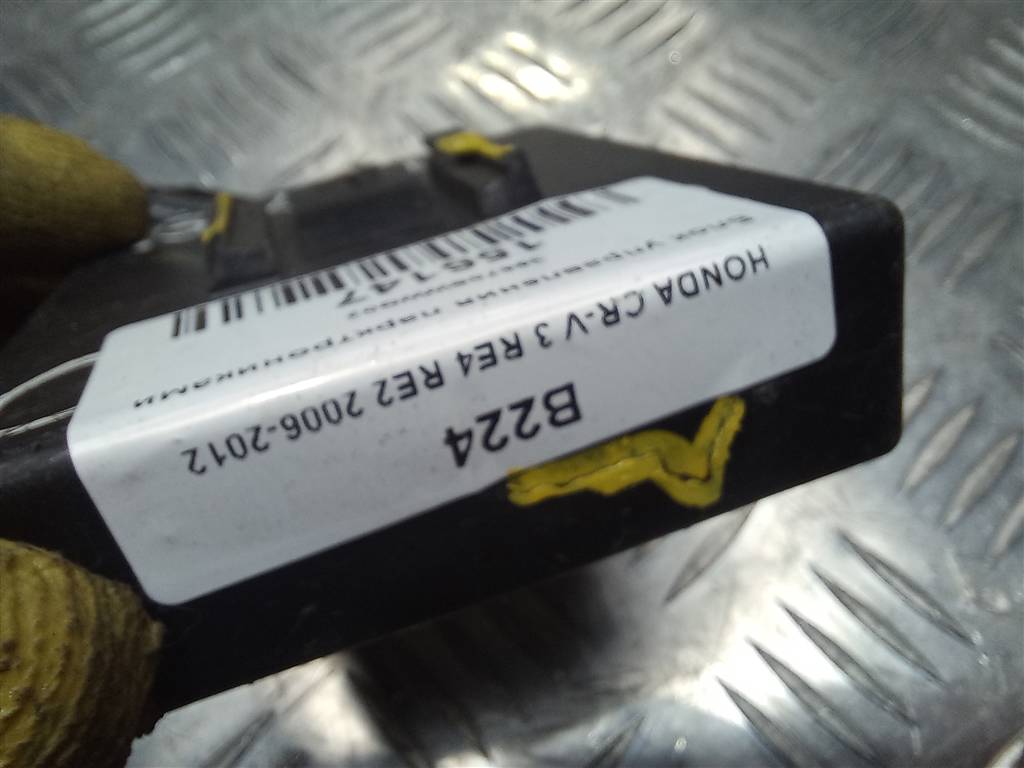 B224
HONDA CR-V 3 RE4 RE2 2006-2012
Блок управления парктрониками